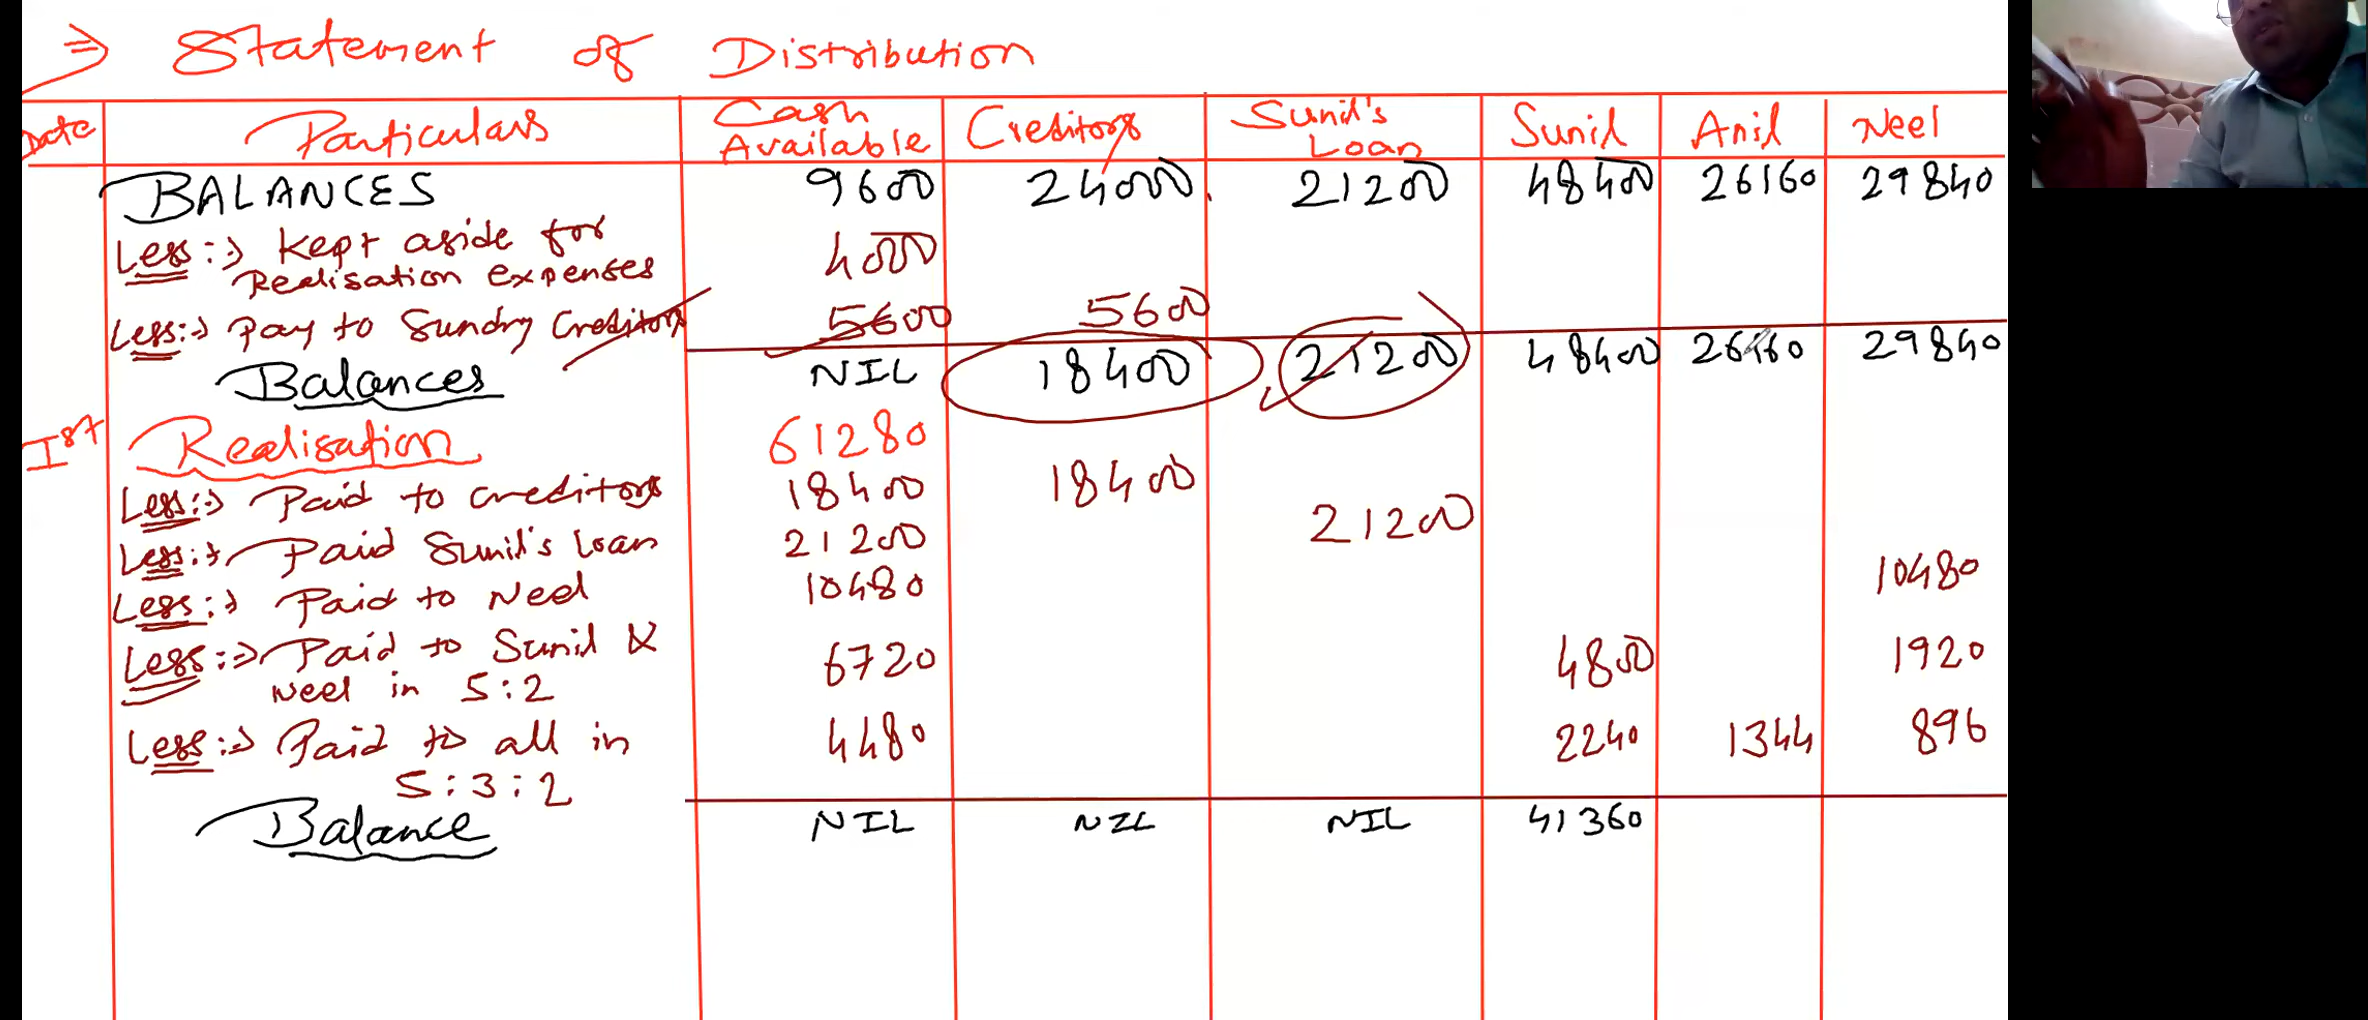 ⇒ Statement of Distribution
Date Particulars Cash Available Creditors Sunil's Loan Sunil Anil Neel
BALANCES 9600 24000. 21200 48400 26160 29840
Less:→ Kept aside for 4000
Realisation expenses
Less:→ Pay to Sundry Creditors 5600 5600
Balances NIL 18400 21200 48400 26160 29840
Ist Realisation 61280
Less:→ Paid to creditors 18400 18400
Less:→ Paid Sunil's loan 21200 21200
Less:→ Paid to Neel 10480 10480
Less:→ Paid to Sunil & 6720 4800 1920
Neel in 5:2
Less:→ Paid to all in 4480 2240 1344 896
5:3:2
Balance NIL NIL NIL 41360